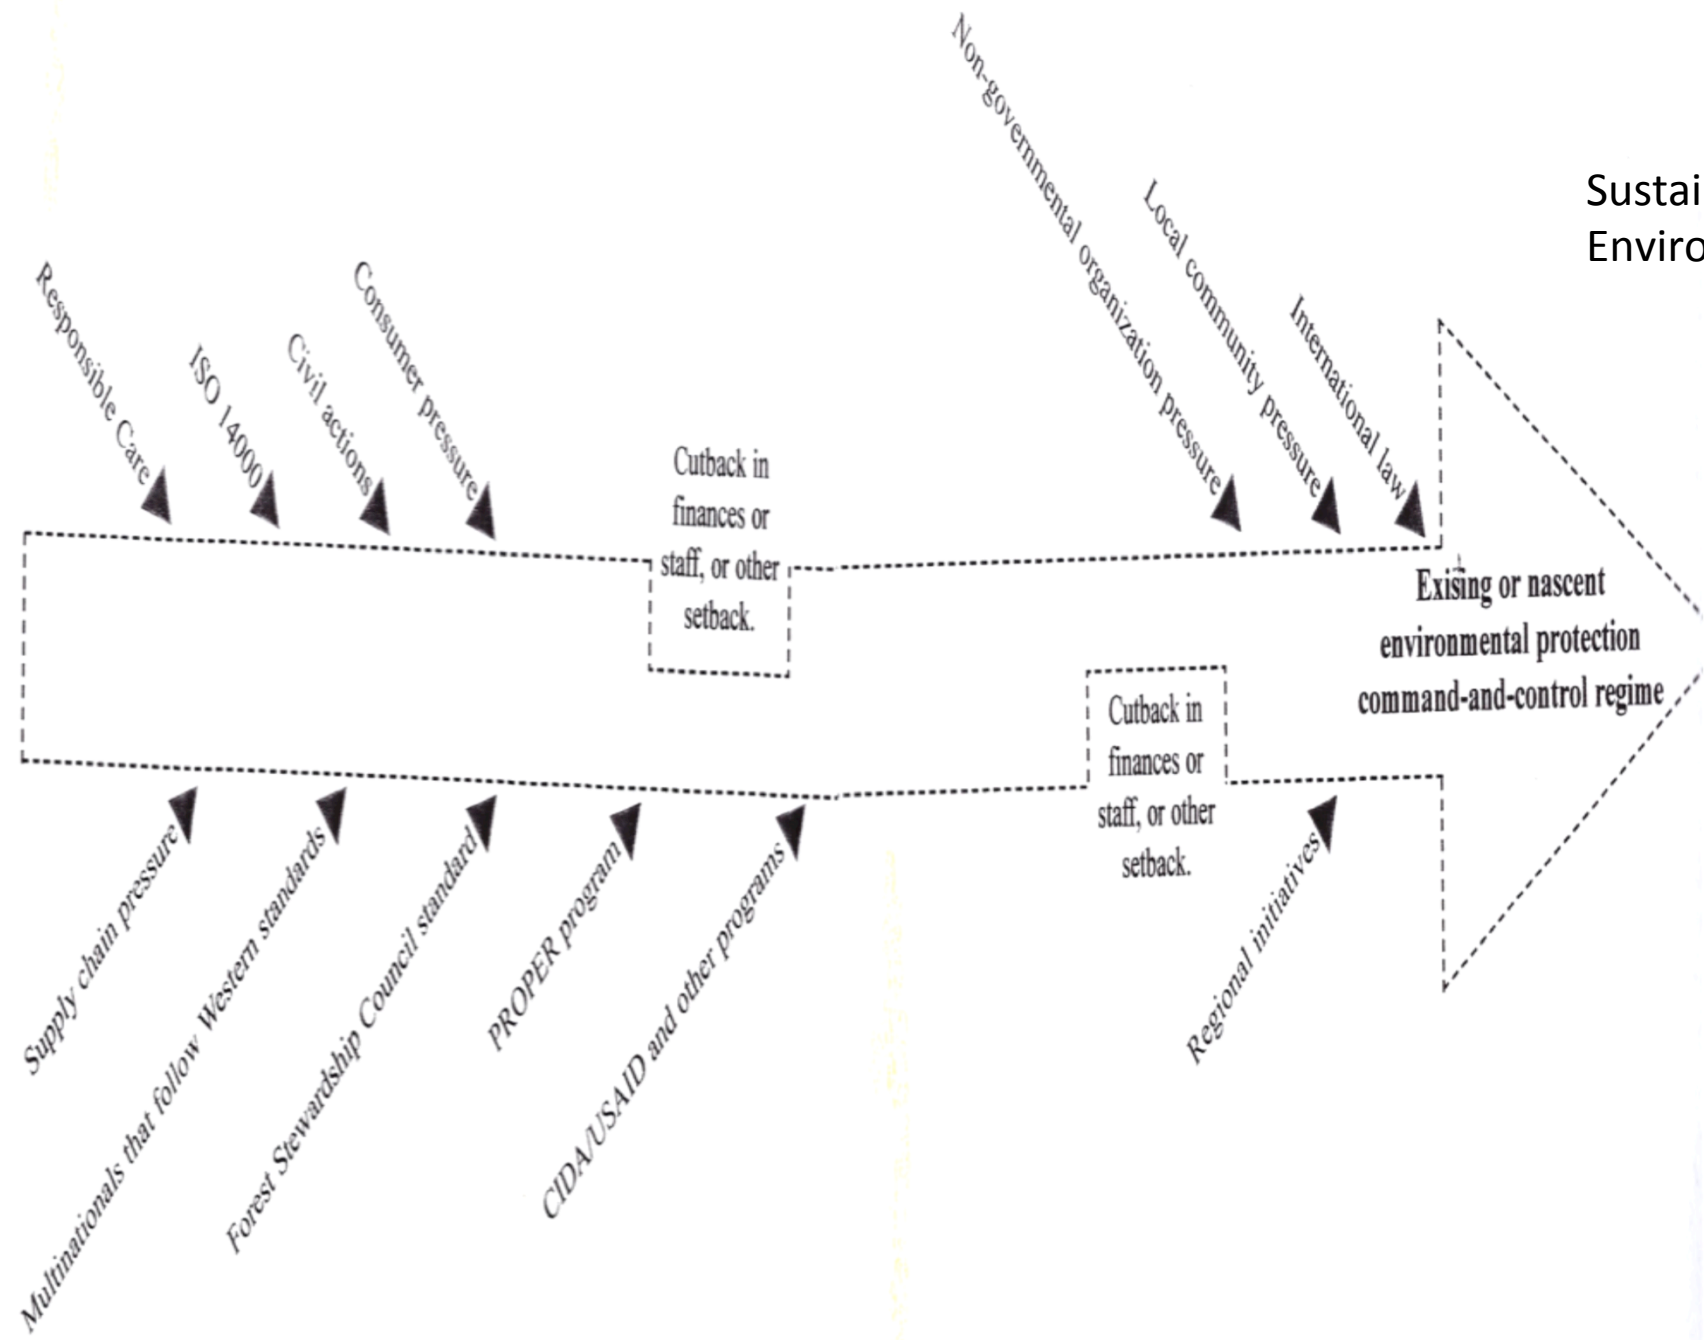 Non-governmental organization pressure
Local community pressure
International law
Sustai
Enviro
Responsible Care
ISO 14000
Civil actions
Consumer pressure
Cutback in
finances or
staff, or other
setback.
Exising or nascent
environmental protection
command-and-control regime
Cutback in
finances or
staff, or other
setback.
Supply chain pressure
Multinationals that follow Western standards
Forest Stewardship Council standard
PROPER program
CIDA/USAID and other programs
Regional initiatives